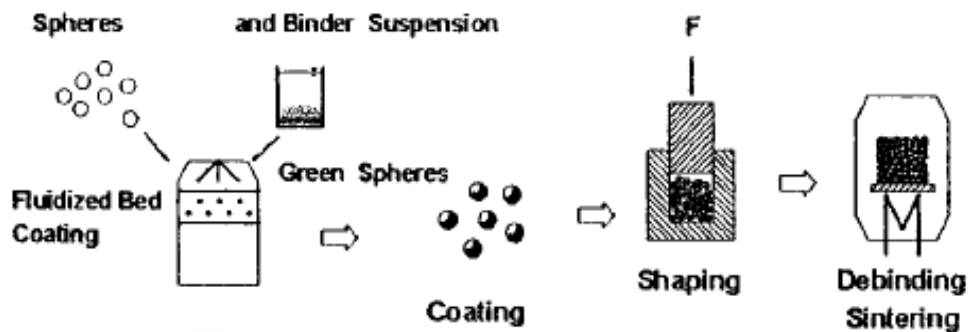 Spheres
and Binder Suspension
F
Green Spheres
Fluidized Bed
Coating
Coating
Shaping
Debinding
Sintering